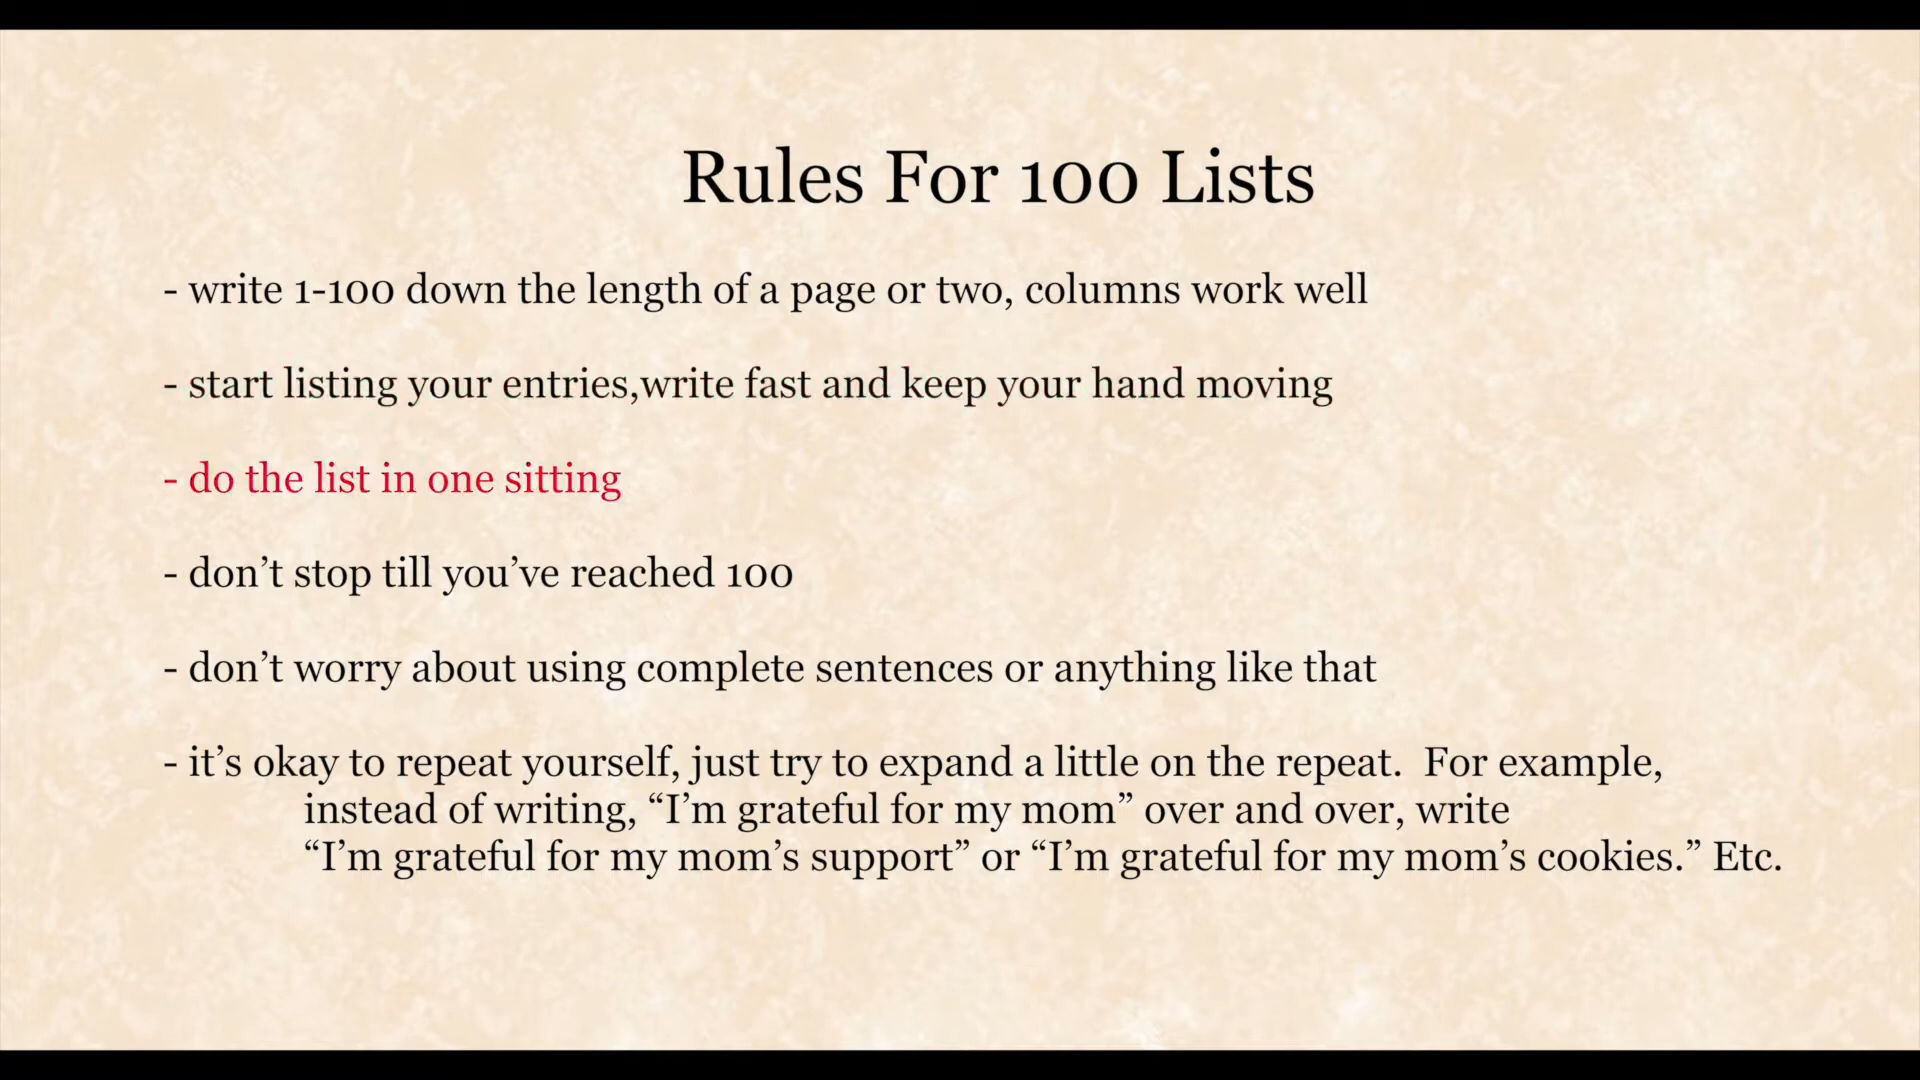 Rules For 100 Lists
- write 1-100 down the length of a page or two, columns work well
- start listing your entries,write fast and keep your hand moving
- do the list in one sitting
- don’t stop till you’ve reached 100
- don’t worry about using complete sentences or anything like that
- it’s okay to repeat yourself, just try to expand a little on the repeat.  For example,
instead of writing, “I’m grateful for my mom” over and over, write
“I’m grateful for my mom’s support” or “I’m grateful for my mom’s cookies.” Etc.